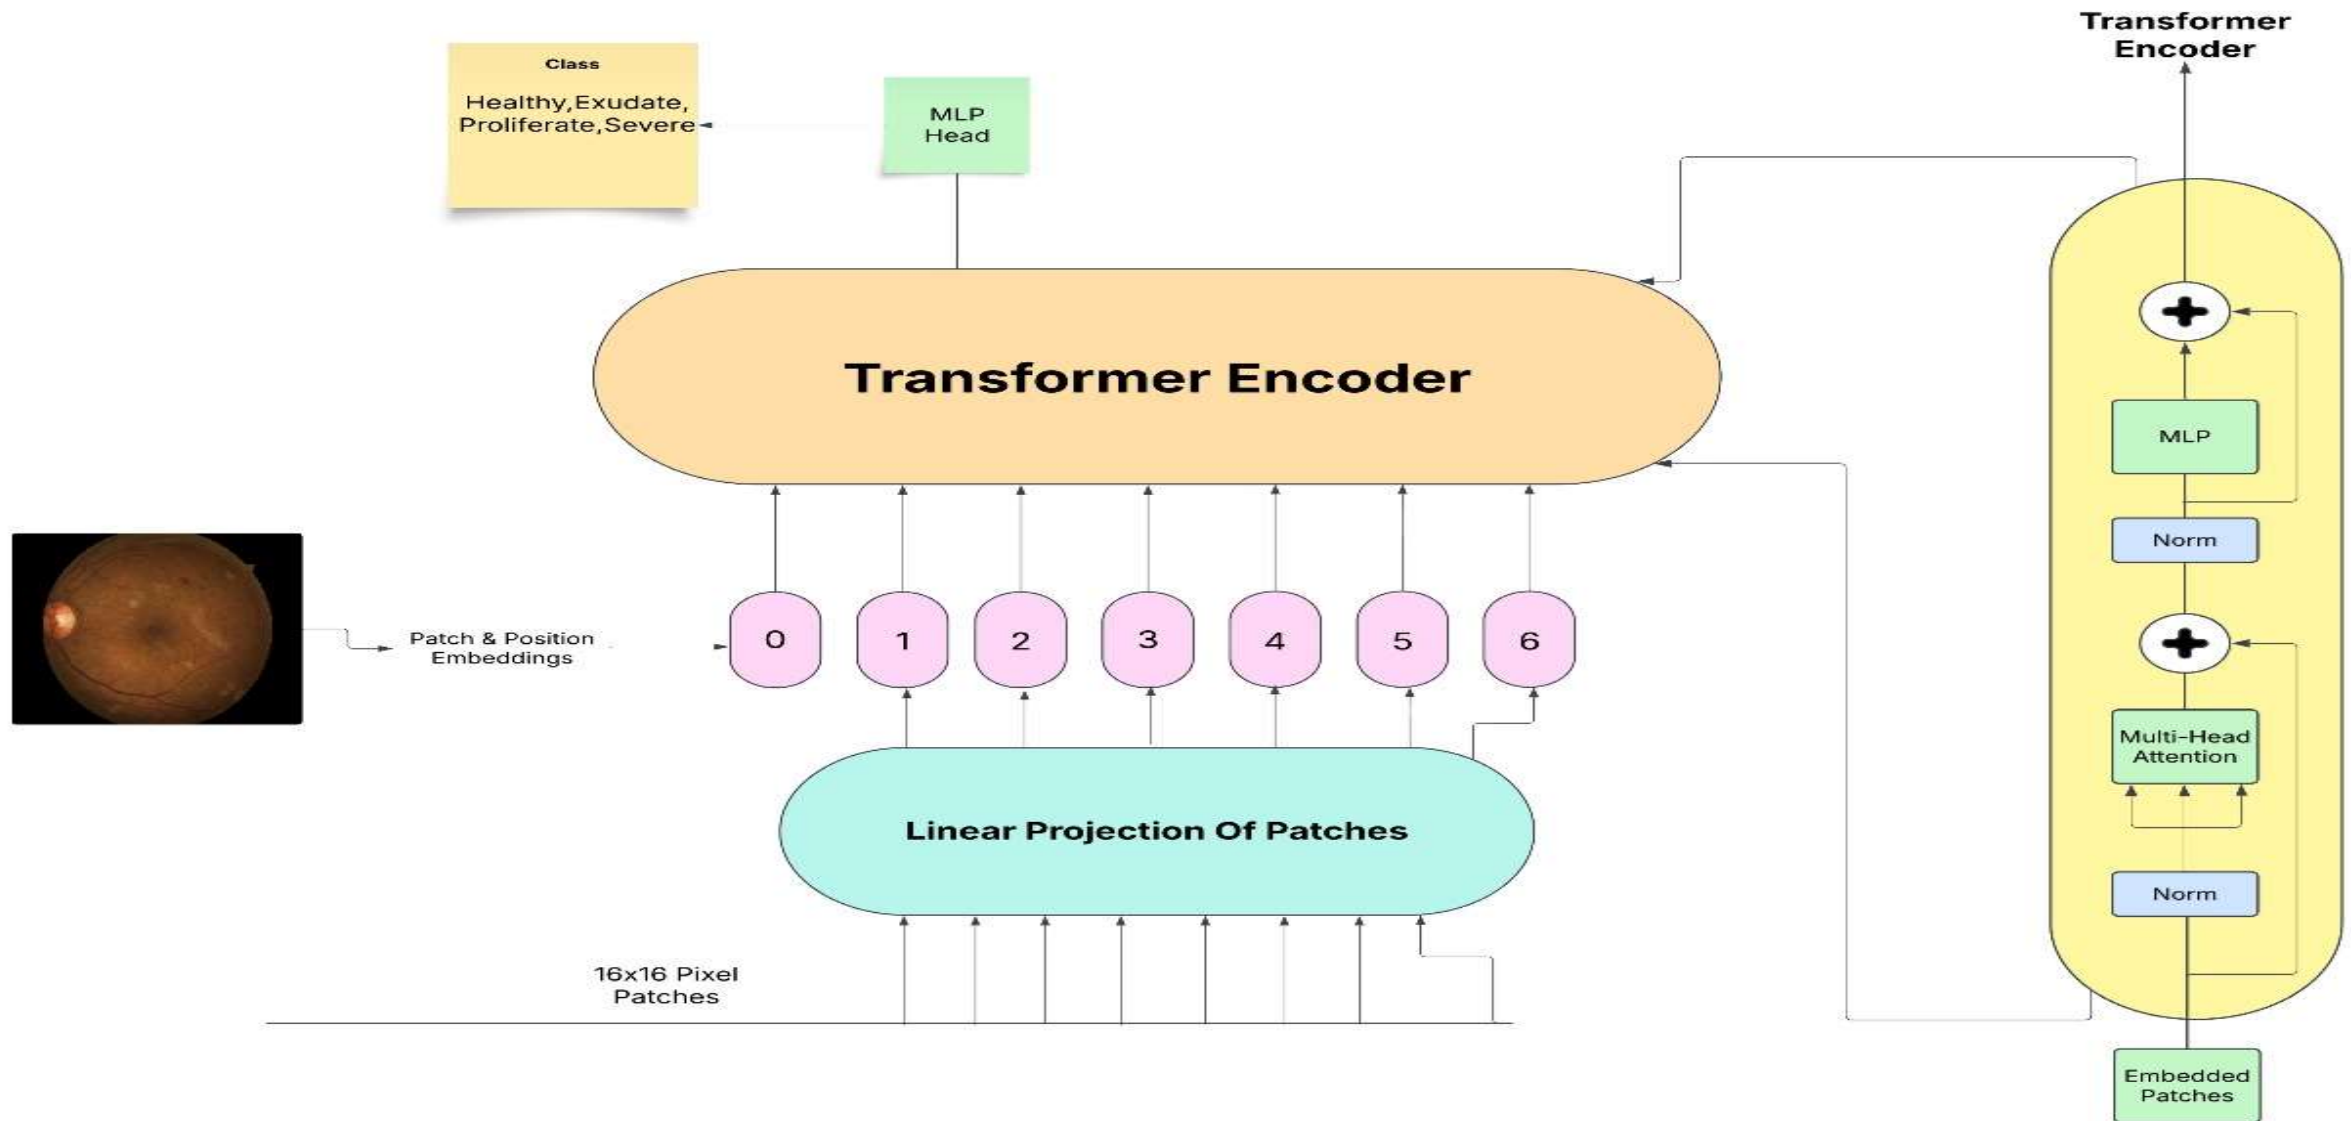 Class
Healthy,Exudate,
Proliferate,Severe
MLP
Head
Transformer Encoder
Patch & Position
Embeddings
0
1
2
3
4
5
6
Linear Projection Of Patches
16x16 Pixel
Patches
Transformer
Encoder
MLP
Norm
Multi-Head
Attention
Norm
Embedded
Patches